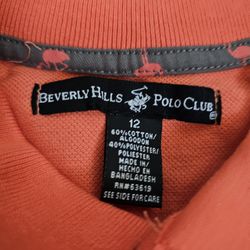 BEVERLY HILLS POLO CLUB
®
12
60%COTTON/
ALGODON
40%POLYESTER/
POLIESTER
MADE IN/
HECHO EN
BANGLADESH
RN#63619
SEE SIDE FOR CARE